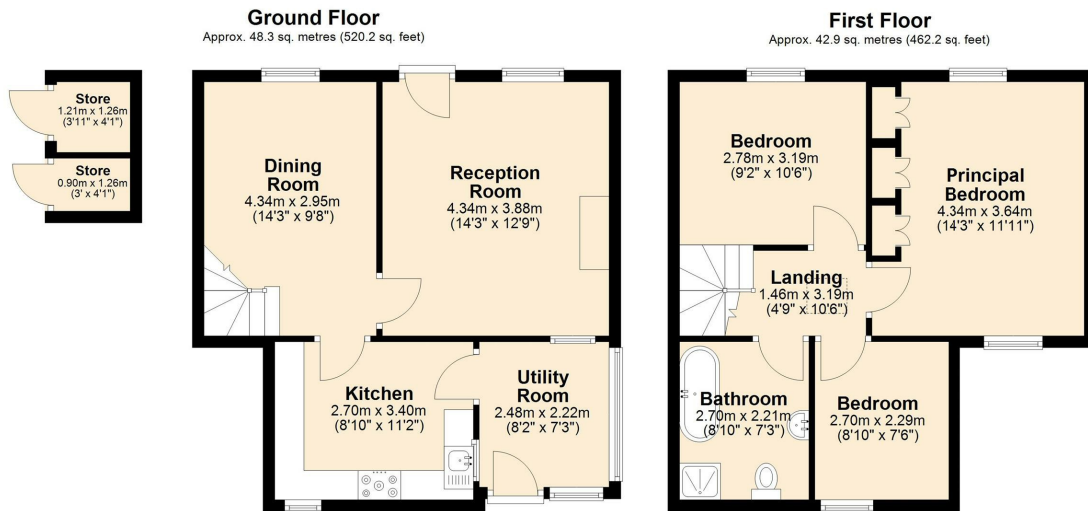 Ground Floor
Approx. 48.3 sq. metres (520.2 sq. feet)
First Floor
Approx. 42.9 sq. metres (462.2 sq. feet)
Store
1.21m x 1.26m
(3'11" x 4'1")
Store
0.90m x 1.26m
(3' x 4'1")
Dining
Room
4.34m x 2.95m
(14'3" x 9'8")
Reception
Room
4.34m x 3.88m
(14'3" x 12'9")
Kitchen
2.70m x 3.40m
(8'10" x 11'2")
Utility
Room
2.48m x 2.22m
(8'2" x 7'3")
Bedroom
2.78m x 3.19m
(9'2" x 10'6")
Principal
Bedroom
4.34m x 3.64m
(14'3" x 11'11")
Landing
1.46m x 3.19m
(4'9" x 10'6")
Bathroom
2.70m x 2.21m
(8'10" x 7'3")
Bedroom
2.70m x 2.29m
(8'10" x 7'6")